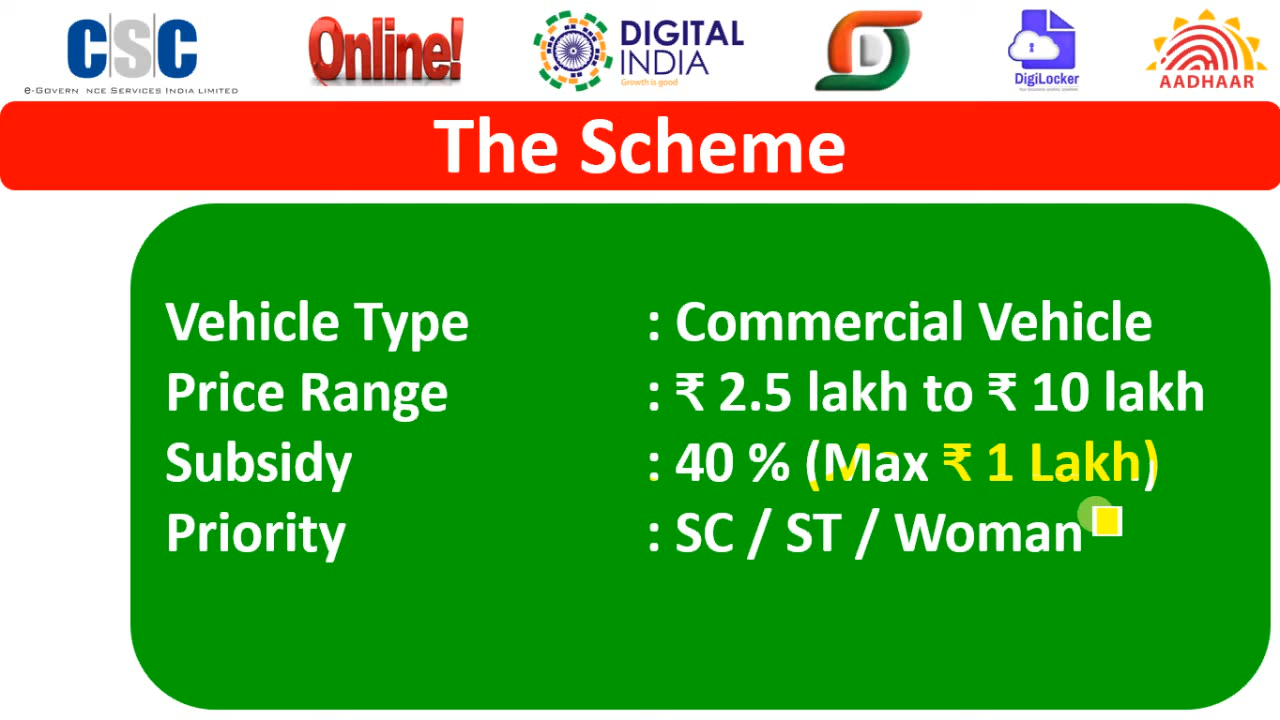 CSC
e-Govern nce Services India Limited
Online!
DIGITAL
INDIA
Growth is good
DigiLocker
AADHAAR
The Scheme
Vehicle Type : Commercial Vehicle
Price Range : ₹ 2.5 lakh to ₹ 10 lakh
Subsidy : 40 % (Max ₹ 1 Lakh)
Priority : SC / ST / Woman